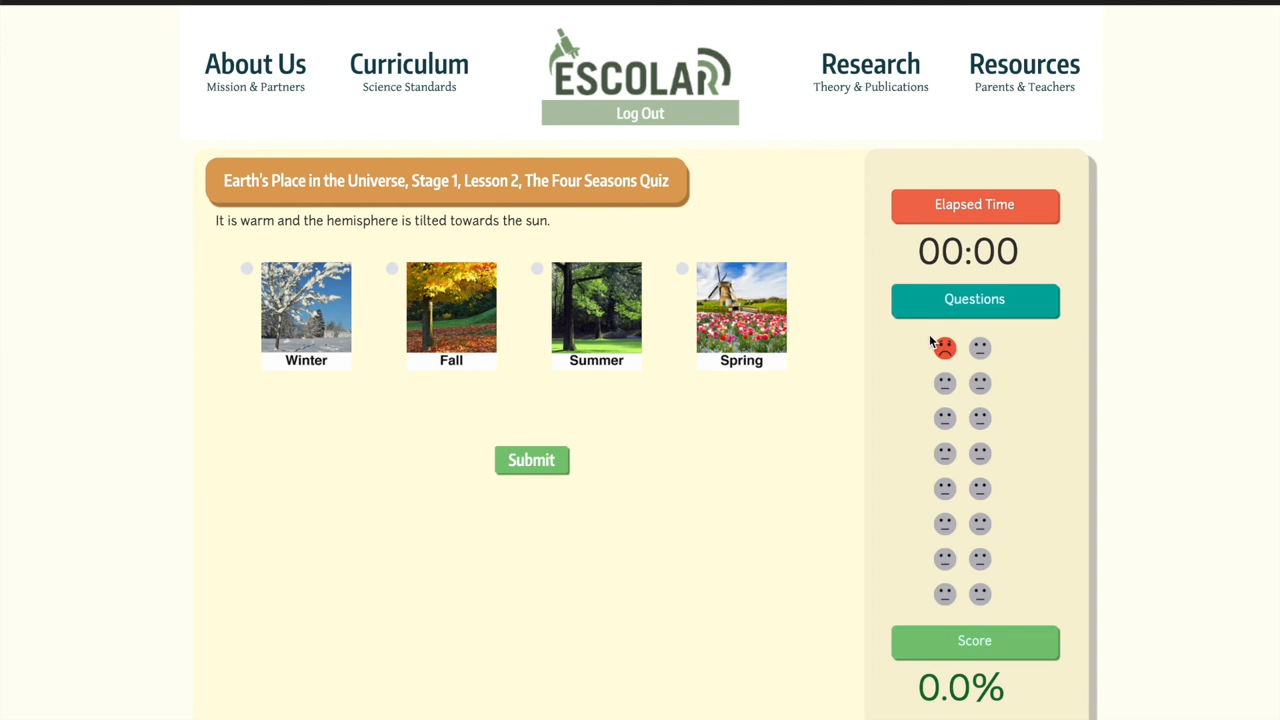 About Us
Mission & Partners
Curriculum
Science Standards
ESCOLAR
Log Out
Research
Theory & Publications
Resources
Parents & Teachers
Earth's Place in the Universe, Stage 1, Lesson 2, The Four Seasons Quiz
It is warm and the hemisphere is tilted towards the sun.
Winter
Fall
Summer
Spring
Submit
Elapsed Time
00:00
Questions
Score
0.0%